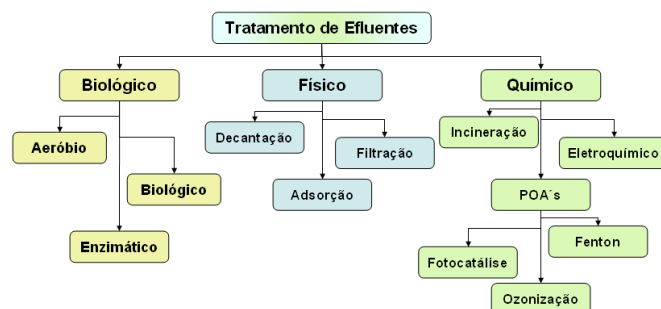 Tratamento de Efluentes
Biológico
Físico
Químico
Aeróbio
Biológico
Enzimático
Decantação
Filtração
Adsorção
Incineração
Eletroquímico
POA´s
Fotocatálise
Fenton
Ozonização